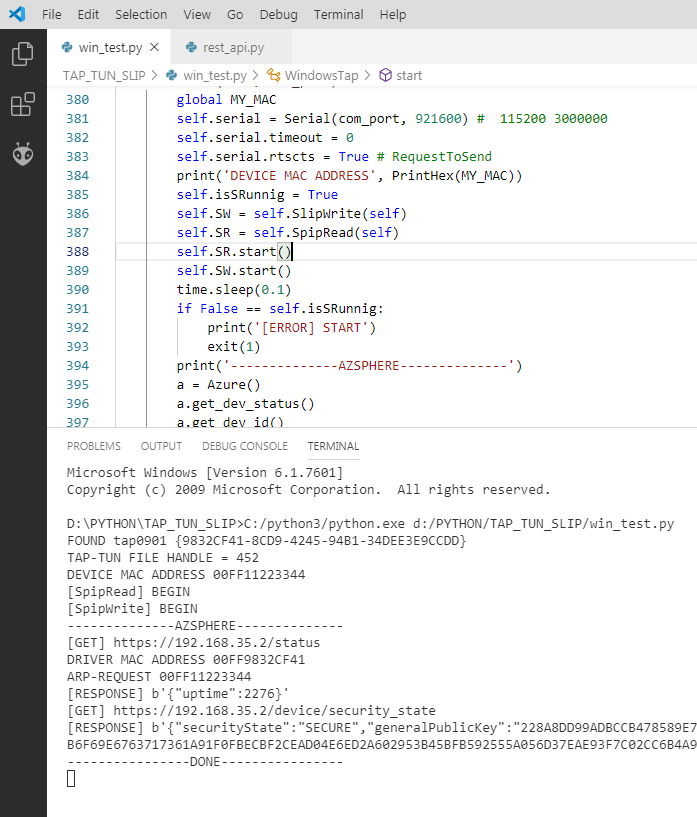 File Edit Selection View Go Debug Terminal Help
win_test.py rest_api.py
TAP_TUN_SLIP > win_test.py > WindowsTap > start
380 global MY_MAC
381 self.serial = Serial(com_port, 921600) #  115200 3000000
382 self.serial.timeout = 0
383 self.serial.rtscts = True # RequestToSend
384 print('DEVICE MAC ADDRESS', PrintHex(MY_MAC))
385 self.isSRunnig = True
386 self.SW = self.SlipWrite(self)
387 self.SR = self.SpipRead(self)
388 self.SR.start()
389 self.SW.start()
390 time.sleep(0.1)
391 if False == self.isSRunnig:
392 print('[ERROR] START')
393 exit(1)
394 print('--------------AZSPHERE--------------')
395 a = Azure()
396 a.get_dev_status()
397 a.get_dev_id()
PROBLEMS OUTPUT DEBUG CONSOLE TERMINAL
Microsoft Windows [Version 6.1.7601]
Copyright (c) 2009 Microsoft Corporation.  All rights reserved.
D:\PYTHON\TAP_TUN_SLIP>C:/python3/python.exe d:/PYTHON/TAP_TUN_SLIP/win_test.py
FOUND tap0901 {9832CF41-8CD9-4245-94B1-34DEE3E9CCDD}
TAP-TUN FILE HANDLE = 452
DEVICE MAC ADDRESS 00FF11223344
[SpipRead] BEGIN
[SpipWrite] BEGIN
--------------AZSPHERE--------------
[GET] https://192.168.35.2/status
DRIVER MAC ADDRESS 00FF9832CF41
ARP-REQUEST 00FF11223344
[RESPONSE] b'{"uptime":2276}'
[GET] https://192.168.35.2/device/security_state
[RESPONSE] b'{"securityState":"SECURE","generalPublicKey":"228A8DD99ADBCCB478589E7
B6F69E6763717361A91F0FBECBF2CEAD04E6ED2A602953B45BFB592555A056D37EAE93F7C02CC6B4A9
----------------DONE----------------